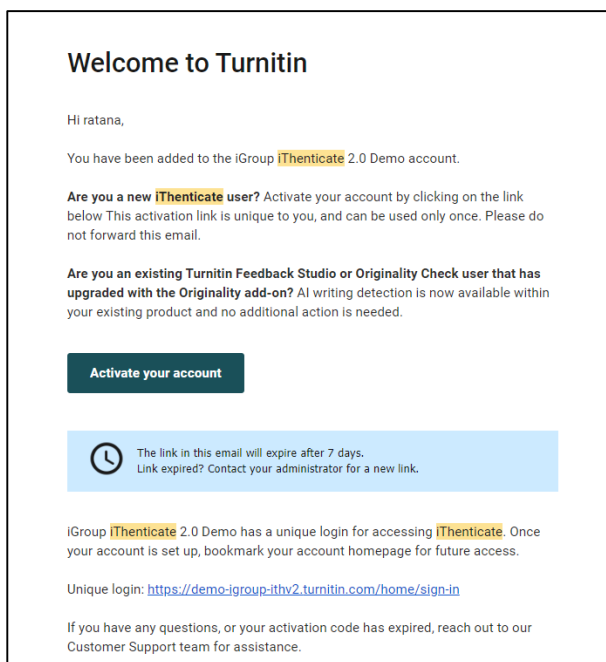 Welcome to Turnitin
Hi ratana,
You have been added to the iGroup iThenticate 2.0 Demo account.
Are you a new iThenticate user? Activate your account by clicking on the link
below This activation link is unique to you, and can be used only once. Please do
not forward this email.
Are you an existing Turnitin Feedback Studio or Originality Check user that has
upgraded with the Originality add-on? AI writing detection is now available within
your existing product and no additional action is needed.
Activate your account
The link in this email will expire after 7 days.
Link expired? Contact your administrator for a new link.
iGroup iThenticate 2.0 Demo has a unique login for accessing iThenticate. Once
your account is set up, bookmark your account homepage for future access.
Unique login: https://demo-igroup-ithv2.turnitin.com/home/sign-in
If you have any questions, or your activation code has expired, reach out to our
Customer Support team for assistance.